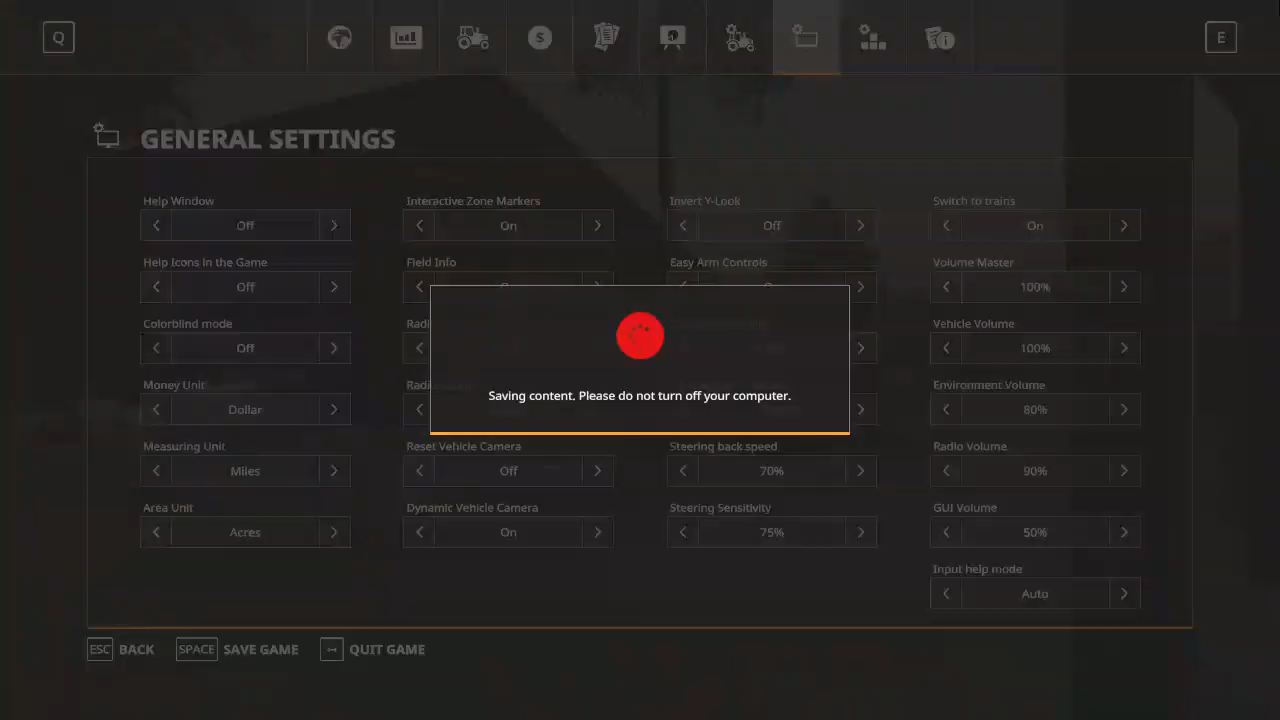 Q
E
GENERAL SETTINGS
Help Window
Off
Help Icons in the Game
Off
Colorblind mode
Off
Money Unit
Dollar
Measuring Unit
Miles
Area Unit
Acres
Interactive Zone Markers
On
Field Info
Radi
Radi
Reset Vehicle Camera
Off
Dynamic Vehicle Camera
On
Invert Y-Look
Off
Easy Arm Controls
Steering back speed
70%
Steering Sensitivity
75%
Switch to trains
On
Volume Master
100%
Vehicle Volume
100%
Environment Volume
80%
Radio Volume
90%
GUI Volume
50%
Input help mode
Auto
Saving content. Please do not turn off your computer.
ESC BACK
SPACE SAVE GAME
QUIT GAME